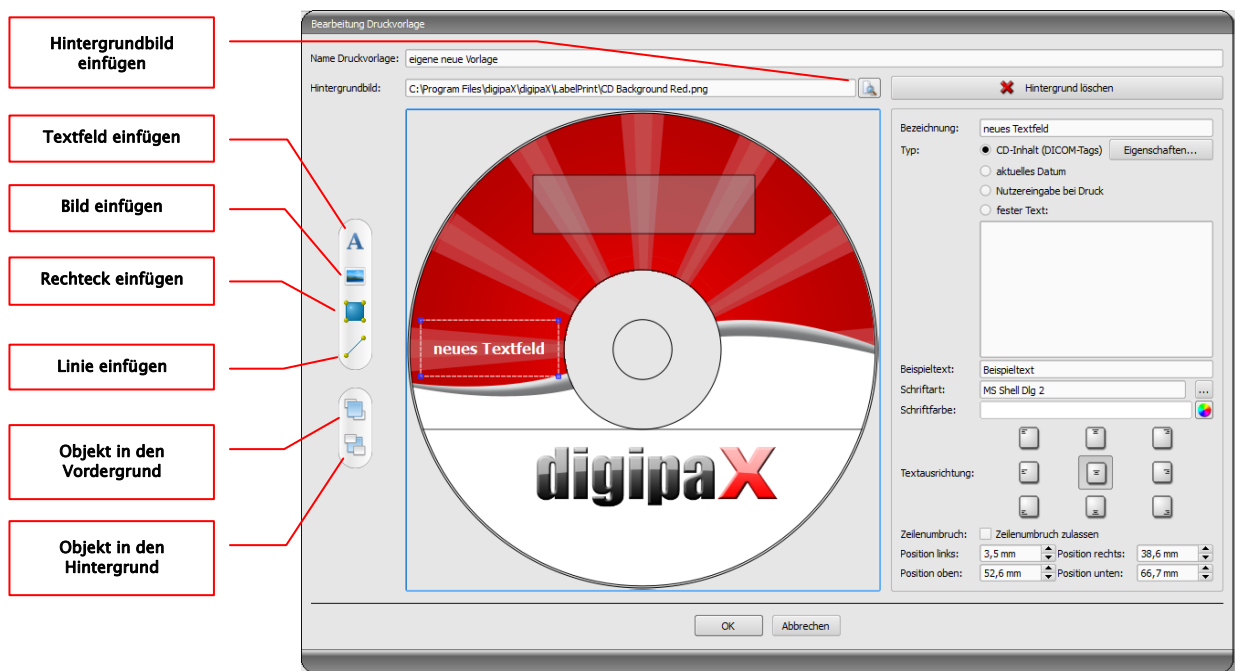 Bearbeitung Druckvorlage
Name Druckvorlage: eigene neue Vorlage
Hintergrundbild: C:\Program Files\digipaX\digipaX\LabelPrint\CD Background Red.png
Hintergrund löschen
Hintergrundbild
einfügen
Textfeld einfügen
Bild einfügen
Rechteck einfügen
Linie einfügen
Objekt in den
Vordergrund
Objekt in den
Hintergrund
A
neues Textfeld
digipaX
Bezeichnung: neues Textfeld
Typ: CD-Inhalt (DICOM-Tags) Eigenschaften...
aktuelles Datum
Nutzereingabe bei Druck
fester Text:
Beispieltext: Beispieltext
Schriftart: MS Shell Dlg 2 ...
Schriftfarbe:
Textausrichtung:
Zeilenumbruch: Zeilenumbruch zulassen
Position links: 3,5 mm Position rechts: 38,6 mm
Position oben: 52,6 mm Position unten: 66,7 mm
OK Abbrechen